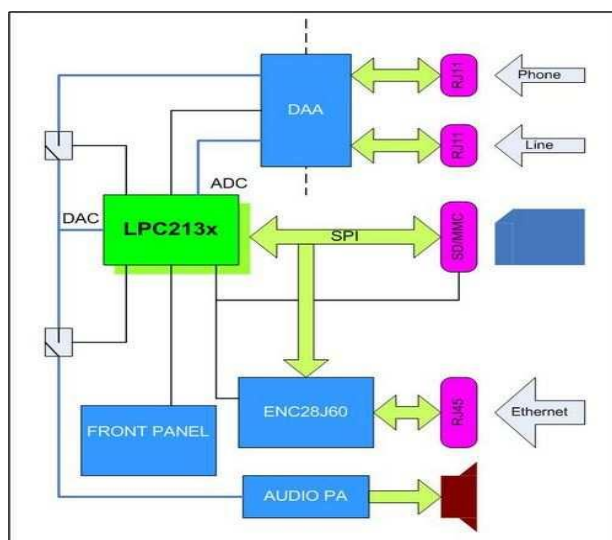 RJ11
Phone
DAA
RJ11
Line
ADC
DAC
LPC213x
SPI
SD/MMC
ENC28J60
RJ45
Ethernet
FRONT PANEL
AUDIO PA